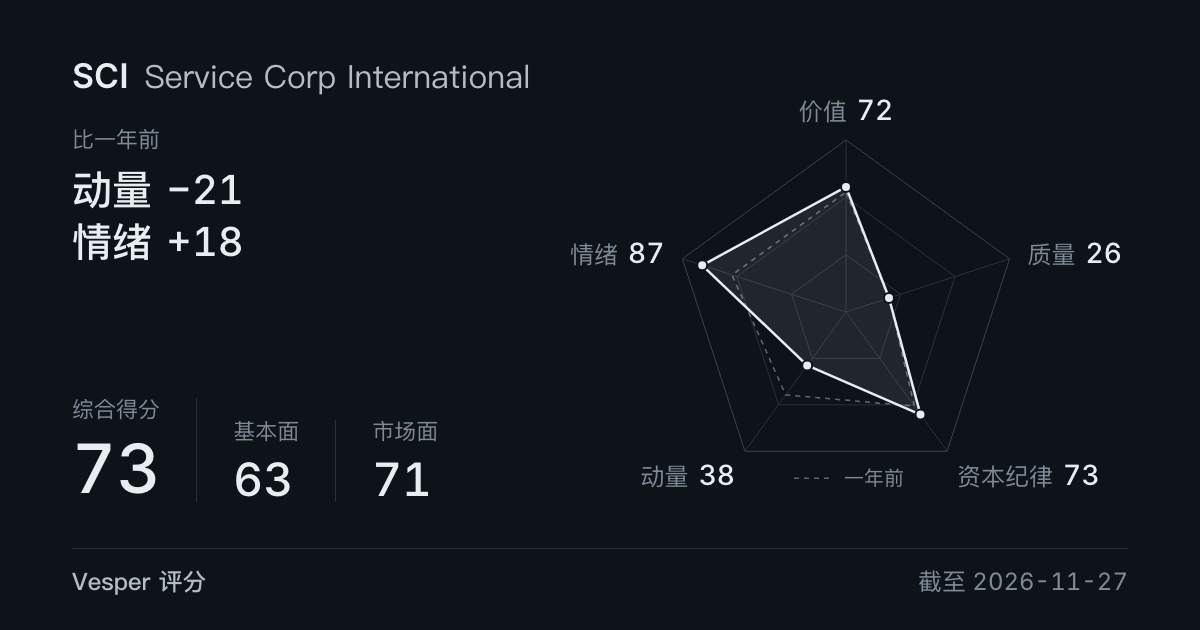 SCI Service Corp International
比一年前
动量 −21
情绪 +18
综合得分
73
基本面
63
市场面
71
价值 72
情绪 87
质量 26
动量 38
一年前
资本纪律 73
Vesper 评分
截至 2026-11-27